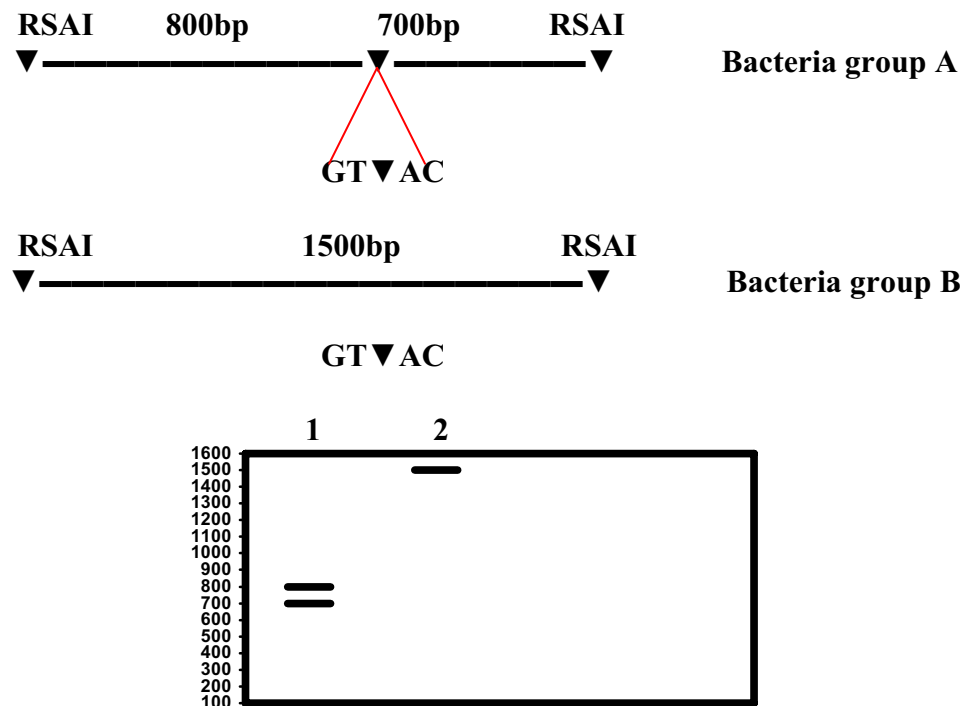 RSAI 800bp 700bp RSAI
▼ ▼ ▼ Bacteria group A
GT▼AC
RSAI 1500bp RSAI
▼ ▼ Bacteria group B
GT▼AC
1 2
1600
1500
1400
1300
1200
1100
1000
900
800
700
600
500
400
300
200
100